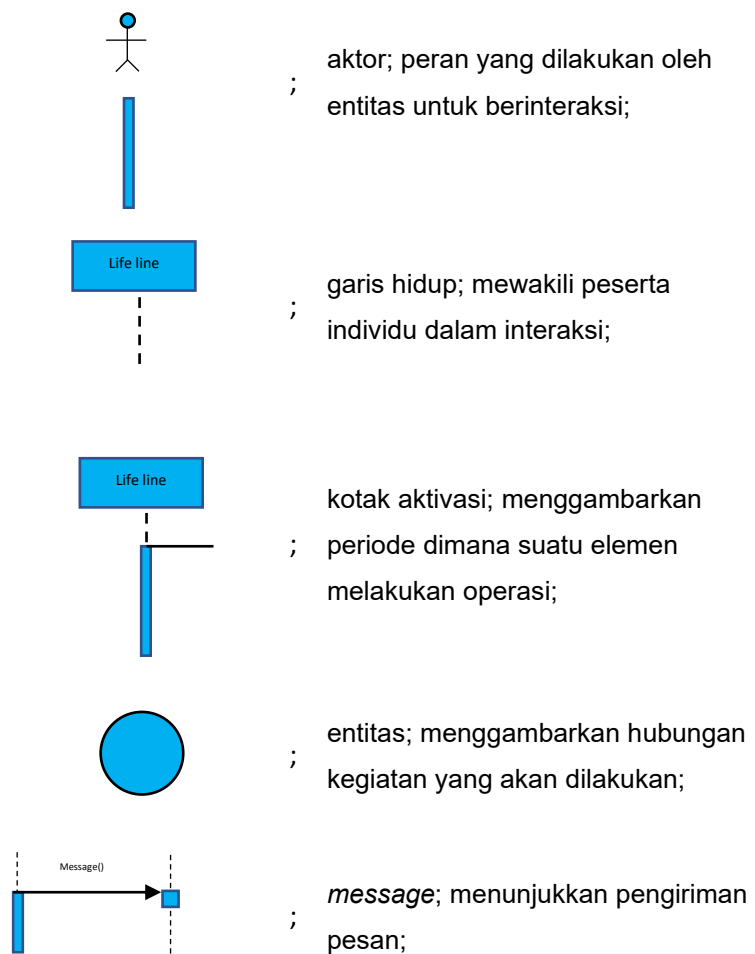 ; aktor; peran yang dilakukan oleh
entitas untuk berinteraksi;
Life line
; garis hidup; mewakili peserta
individu dalam interaksi;
Life line
kotak aktivasi; menggambarkan
; periode dimana suatu elemen
melakukan operasi;
; entitas; menggambarkan hubungan
kegiatan yang akan dilakukan;
Message()
; message; menunjukkan pengiriman
pesan;